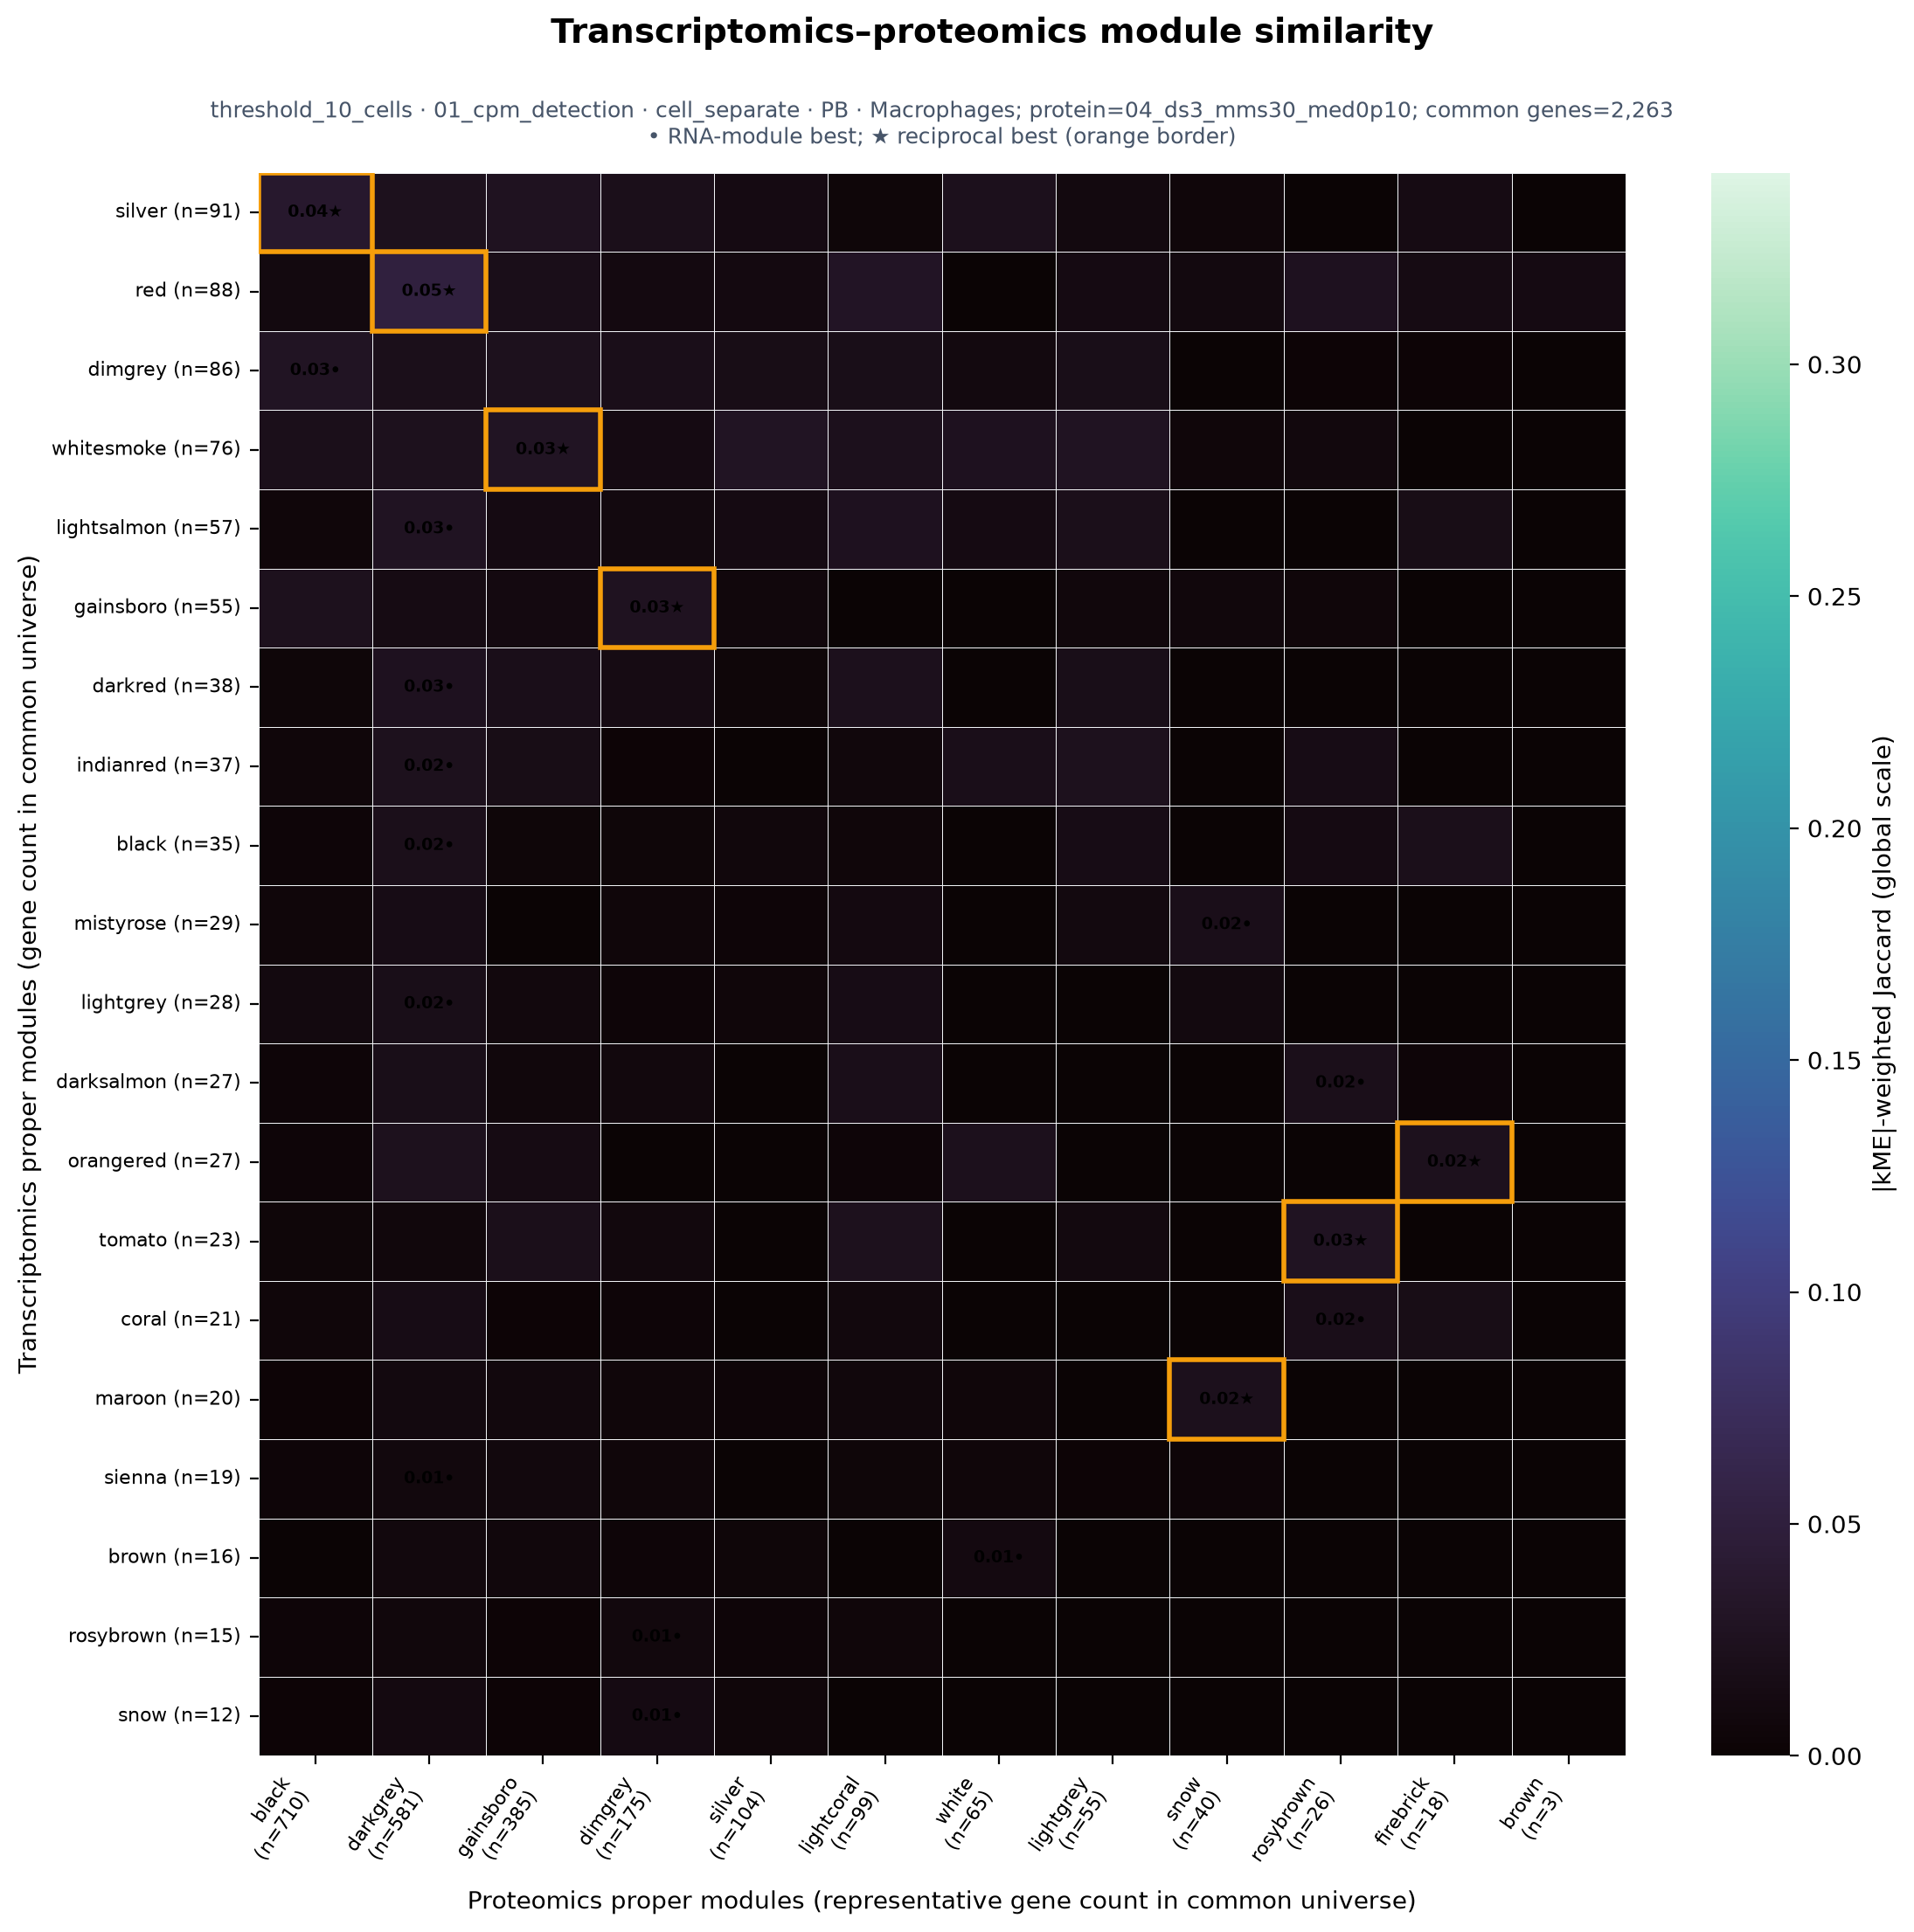 Transcriptomics–proteomics module similarity
threshold_10_cells · 01_cpm_detection · cell_separate · PB · Macrophages; protein=04_ds3_mms30_med0p10; common genes=2,263
• RNA-module best; ★ reciprocal best (orange border)
Transcriptomics proper modules (gene count in common universe)
silver (n=91)
0.04★
red (n=88)
0.05★
dimgrey (n=86)
0.03•
whitesmoke (n=76)
0.03★
lightsalmon (n=57)
0.03•
gainsboro (n=55)
0.03★
darkred (n=38)
0.03•
indianred (n=37)
0.02•
black (n=35)
0.02•
mistyrose (n=29)
0.02•
lightgrey (n=28)
0.02•
darksalmon (n=27)
0.02•
orangered (n=27)
0.02★
tomato (n=23)
0.03★
coral (n=21)
0.02•
maroon (n=20)
0.02★
sienna (n=19)
0.01•
brown (n=16)
0.01•
rosybrown (n=15)
0.01•
snow (n=12)
0.01•
black
(n=710)
darkgrey
(n=581)
gainsboro
(n=385)
dimgrey
(n=175)
silver
(n=104)
lightcoral
(n=99)
white
(n=65)
lightgrey
(n=55)
snow
(n=40)
rosybrown
(n=26)
firebrick
(n=18)
brown
(n=3)
Proteomics proper modules (representative gene count in common universe)
0.30
0.25
0.20
0.15
0.10
0.05
0.00
|kME|-weighted Jaccard (global scale)